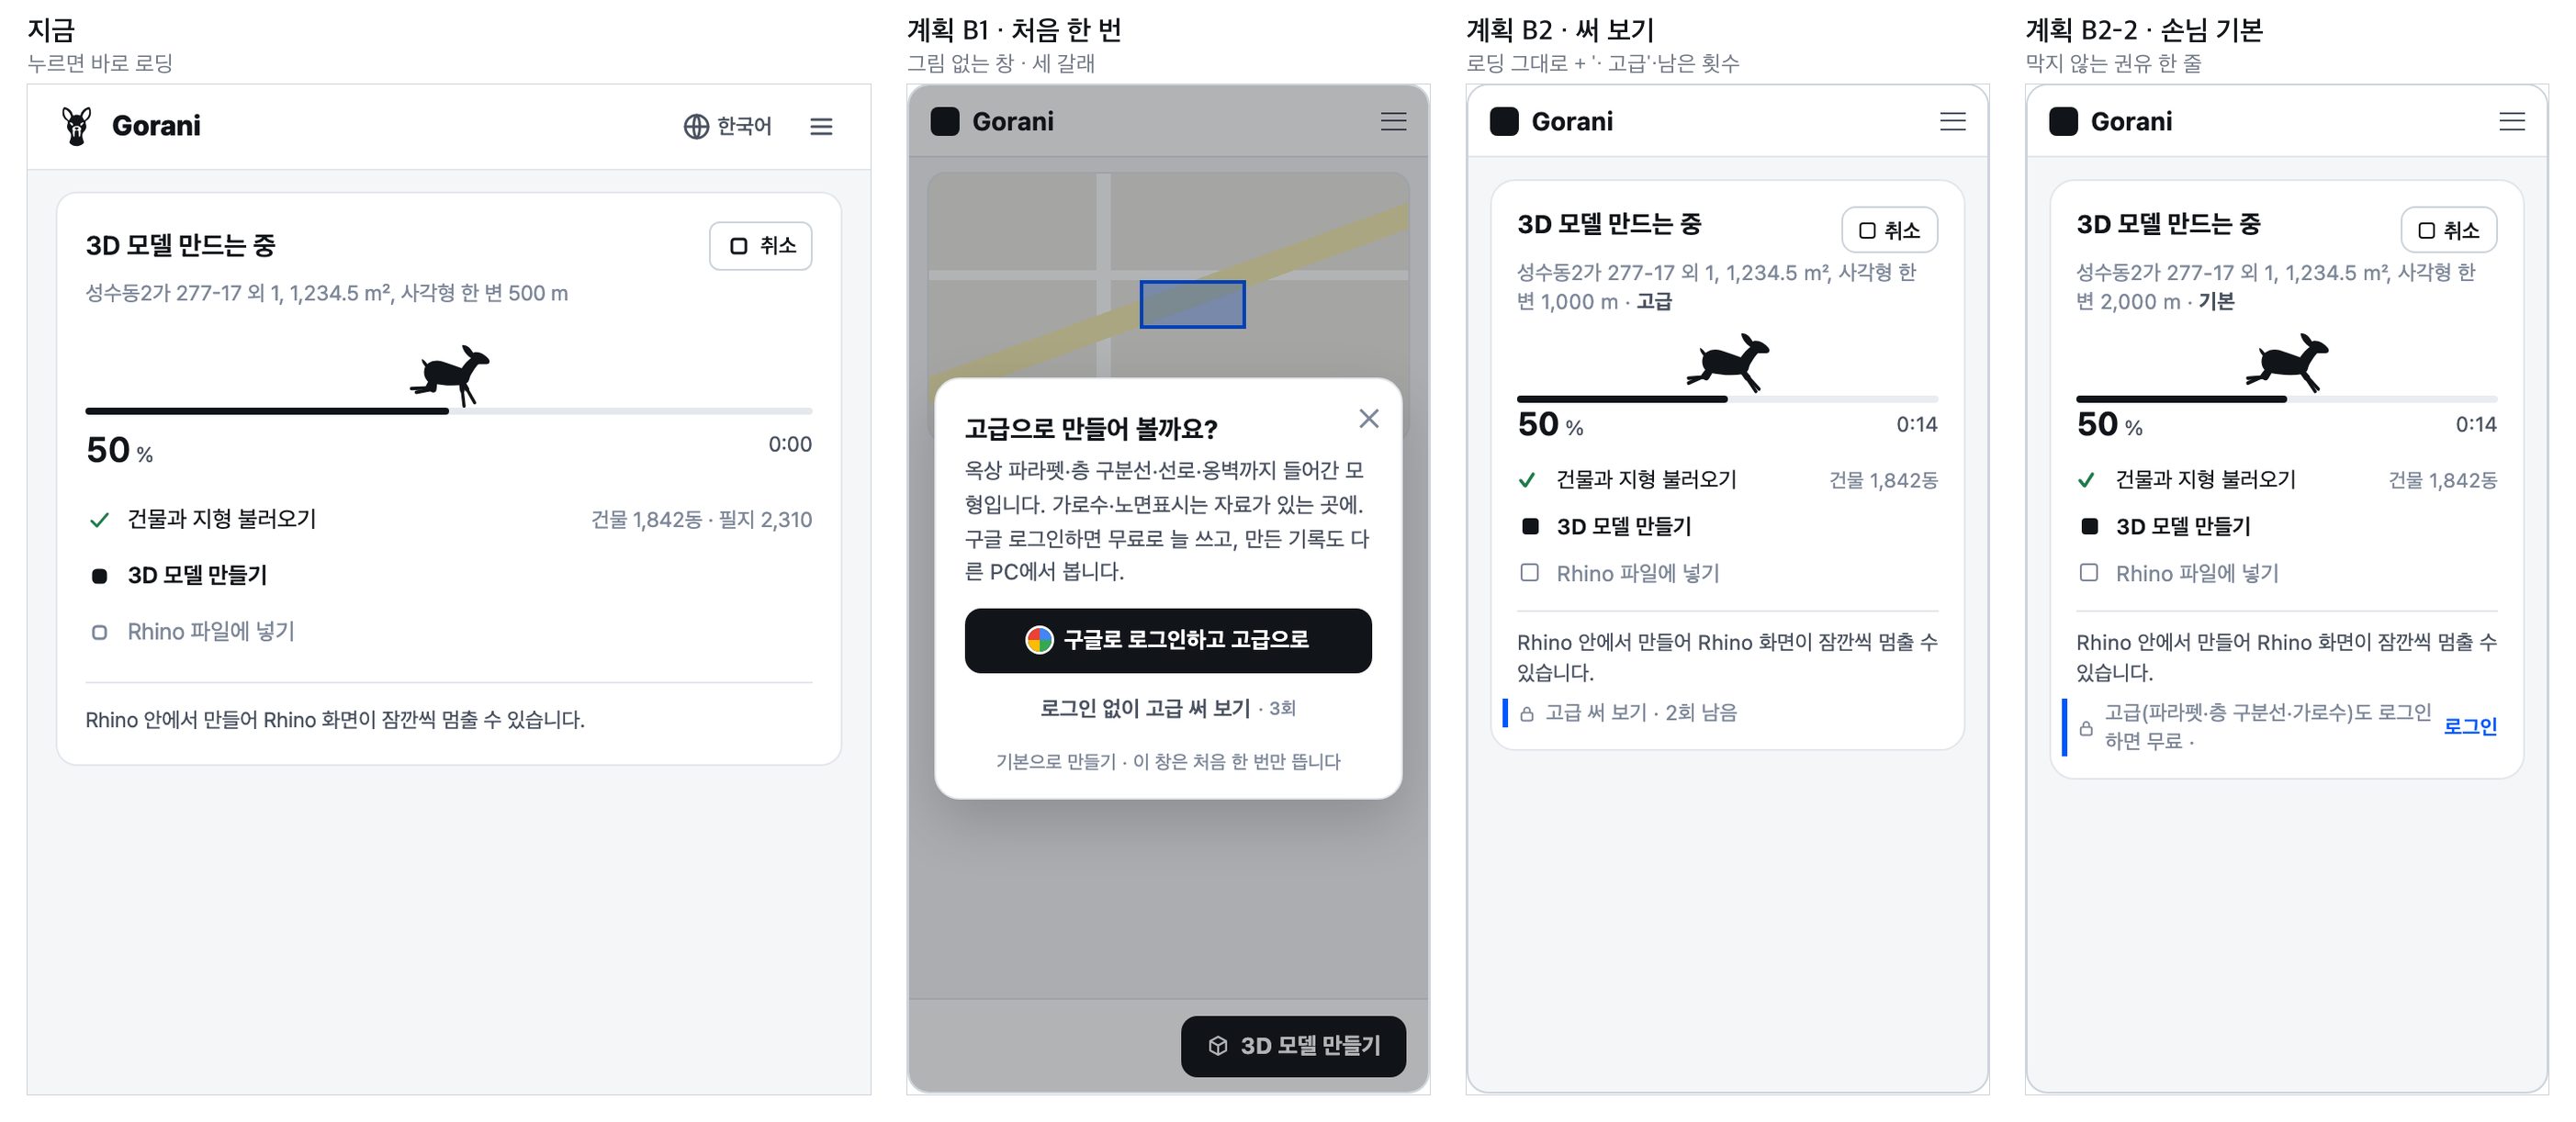 지금
누르면 바로 로딩
Gorani
한국어
3D 모델 만드는 중
취소
성수동2가 277-17 외 1, 1,234.5 m², 사각형 한 변 500 m
50 %
0:00
건물과 지형 불러오기
건물 1,842동 · 필지 2,310
3D 모델 만들기
Rhino 파일에 넣기
Rhino 안에서 만들어 Rhino 화면이 잠깐씩 멈출 수 있습니다.
계획 B1 · 처음 한 번
그림 없는 창 · 세 갈래
Gorani
고급으로 만들어 볼까요?
옥상 파라펫·층 구분선·선로·옹벽까지 들어간 모
형입니다. 가로수·노면표시는 자료가 있는 곳에.
구글 로그인하면 무료로 늘 쓰고, 만든 기록도 다
른 PC에서 봅니다.
구글로 로그인하고 고급으로
로그인 없이 고급 써 보기 · 3회
기본으로 만들기 · 이 창은 처음 한 번만 뜹니다
3D 모델 만들기
계획 B2 · 써 보기
로딩 그대로 + '· 고급'·남은 횟수
Gorani
3D 모델 만드는 중
취소
성수동2가 277-17 외 1, 1,234.5 m², 사각형 한
변 1,000 m · 고급
50 %
0:14
건물과 지형 불러오기
건물 1,842동
3D 모델 만들기
Rhino 파일에 넣기
Rhino 안에서 만들어 Rhino 화면이 잠깐씩 멈출 수
있습니다.
고급 써 보기 · 2회 남음
계획 B2-2 · 손님 기본
막지 않는 권유 한 줄
Gorani
3D 모델 만드는 중
취소
성수동2가 277-17 외 1, 1,234.5 m², 사각형 한
변 2,000 m · 기본
50 %
0:14
건물과 지형 불러오기
건물 1,842동
3D 모델 만들기
Rhino 파일에 넣기
Rhino 안에서 만들어 Rhino 화면이 잠깐씩 멈출 수
있습니다.
고급(파라펫·층 구분선·가로수)도 로그인
하면 무료 ·
로그인